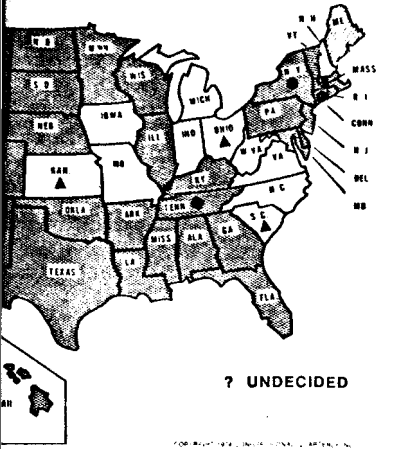 N H
ME
VT
N D
MINN
MASS
WIS
N Y
S D
R I
MICH
PA
IOWA
CONN
NEB
OHIO
ILL
IND
N J
W VA
VA
KAN
MO
DEL
KY
N C
MD
OKLA
TENN
ARK
S C
MISS
ALA
GA
TEXAS
LA
FLA
? UNDECIDED
COPYRIGHT